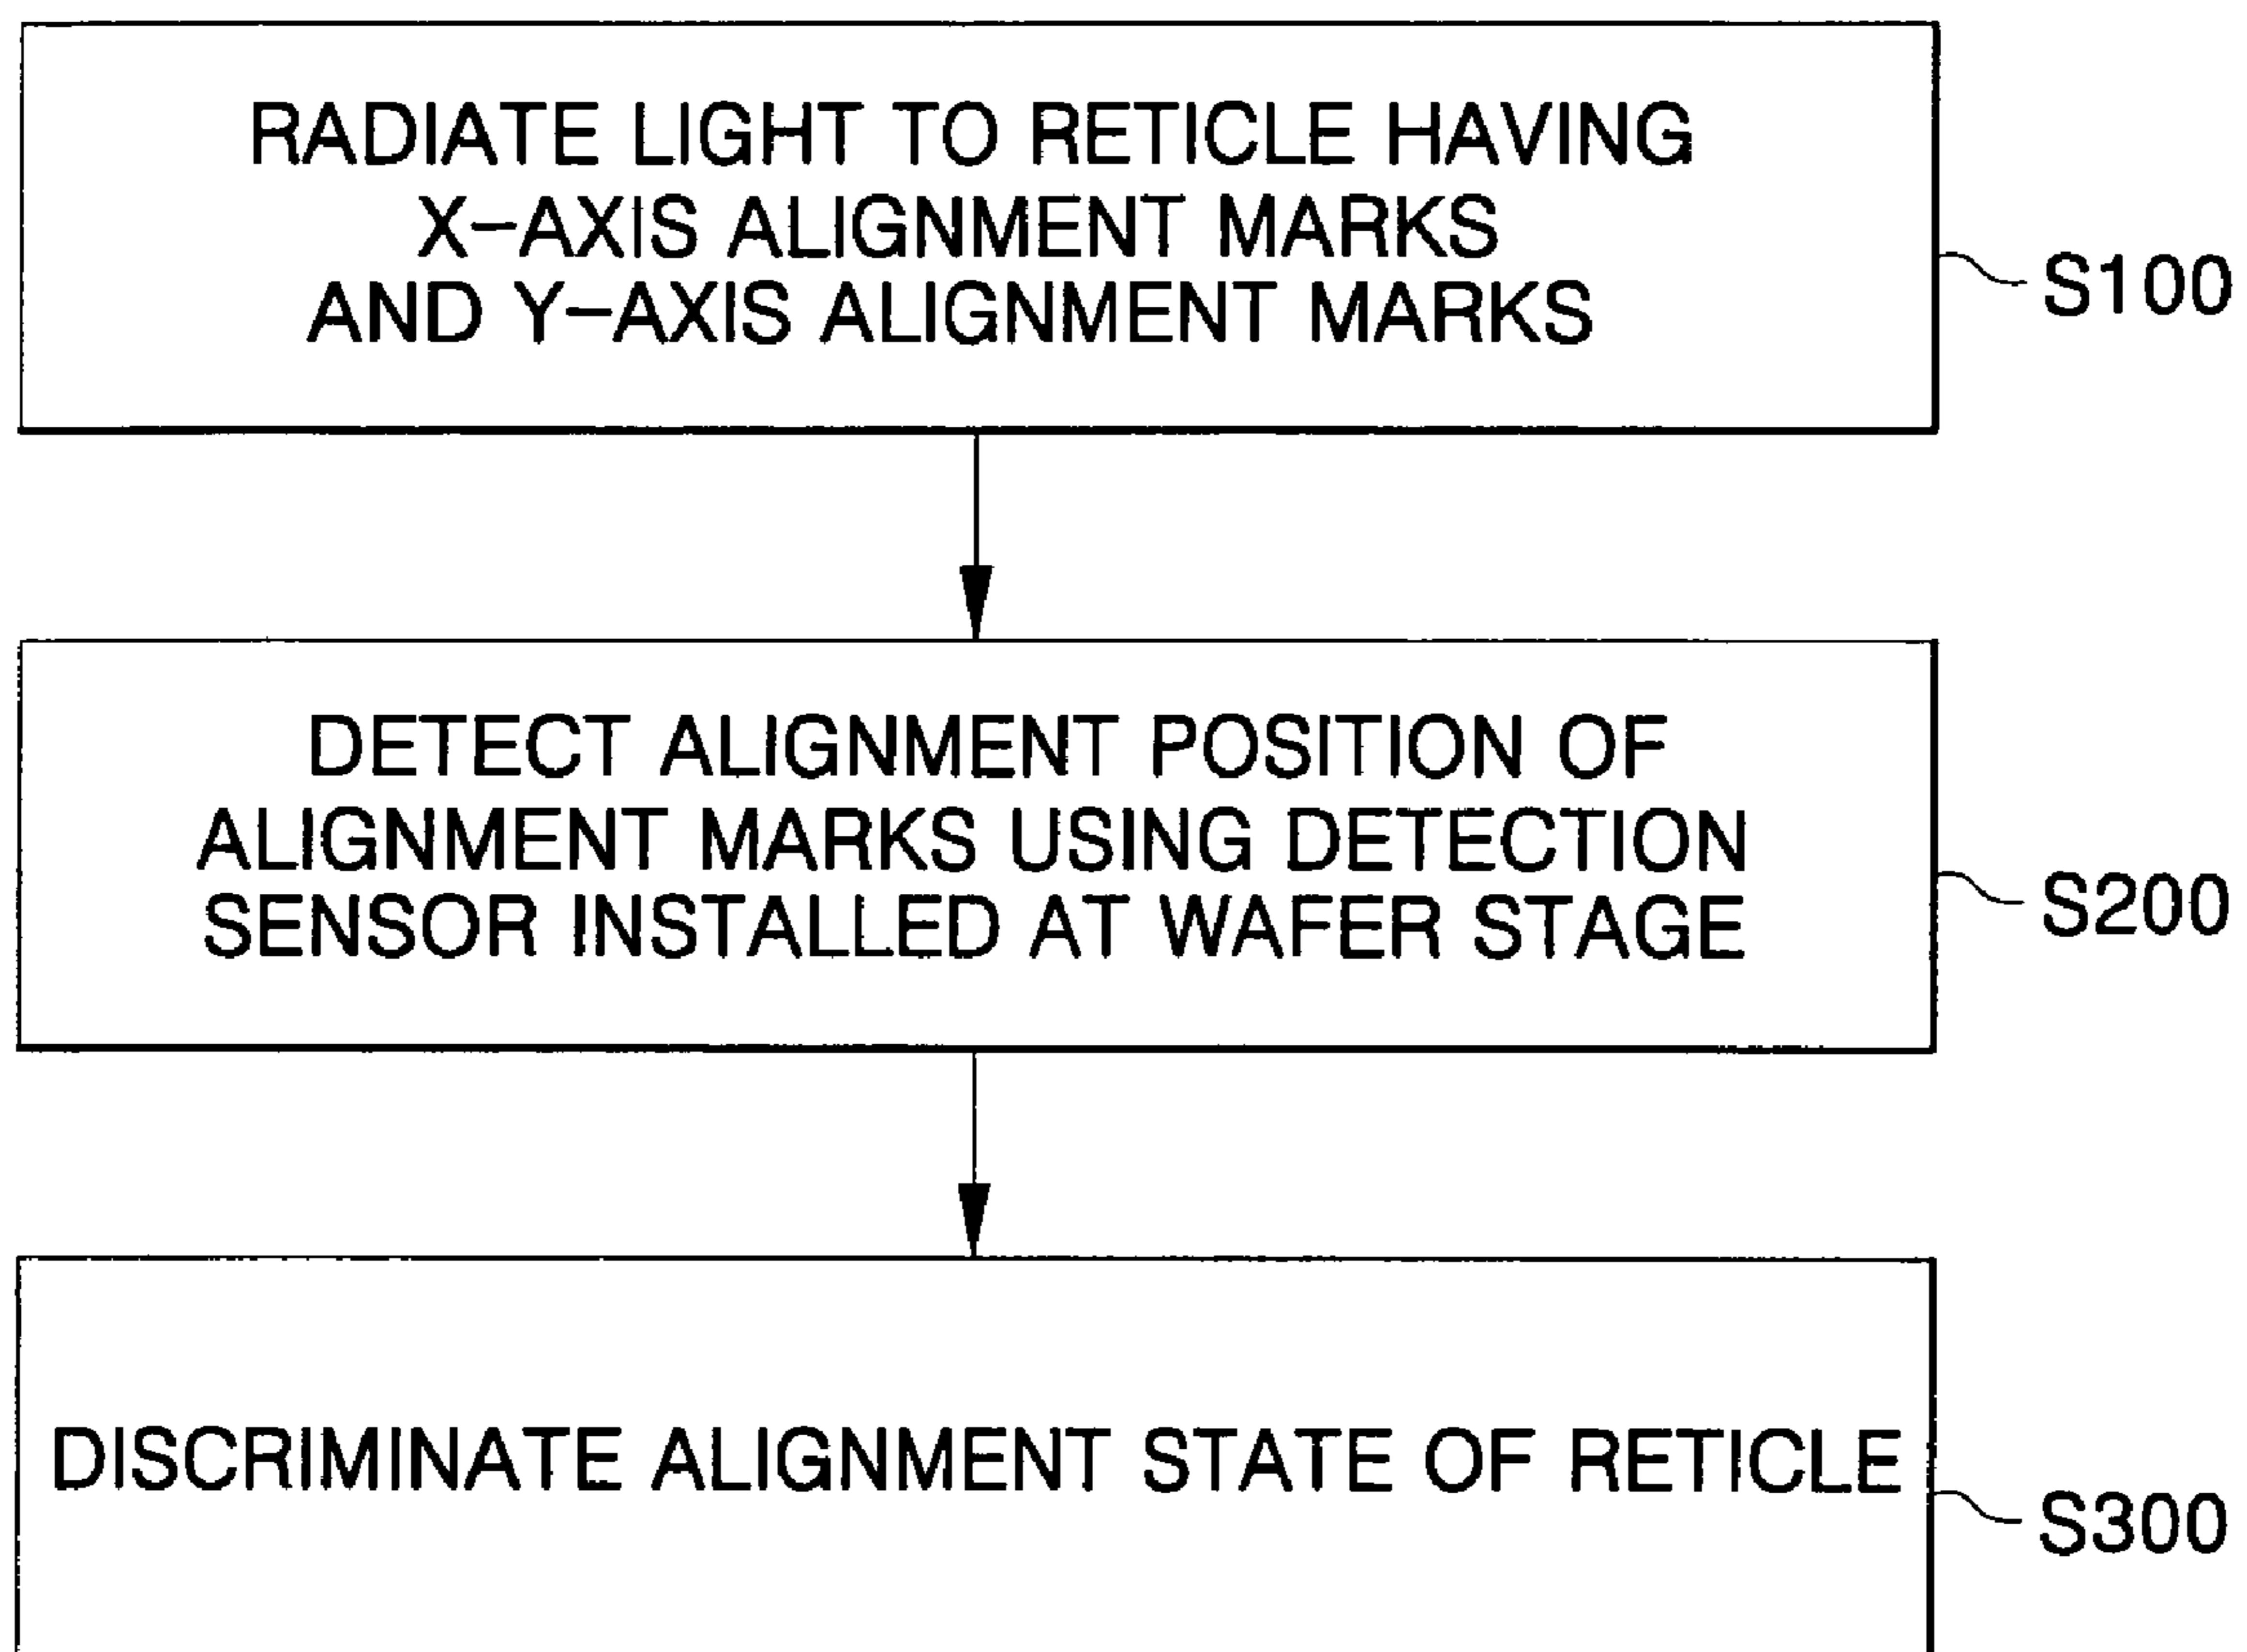 RADIATE LIGHT TO RETICLE HAVING
X-AXIS ALIGNMENT MARKS
AND Y-AXIS ALIGNMENT MARKS
S100
DETECT ALIGNMENT POSITION OF
ALIGNMENT MARKS USING DETECTION
SENSOR INSTALLED AT WAFER STAGE
S200
DISCRIMINATE ALIGNMENT STATE OF RETICLE
S300